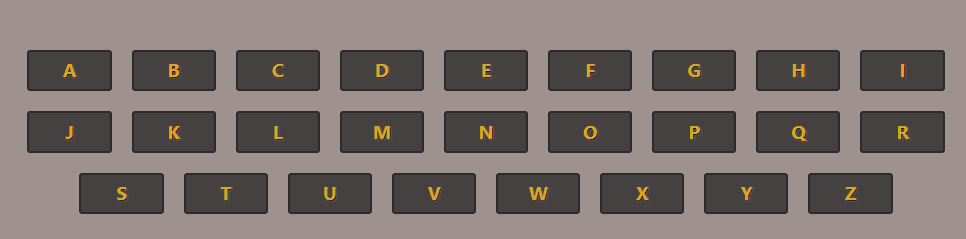 A B C D E F G H I
J K L M N O P Q R
S T U V W X Y Z